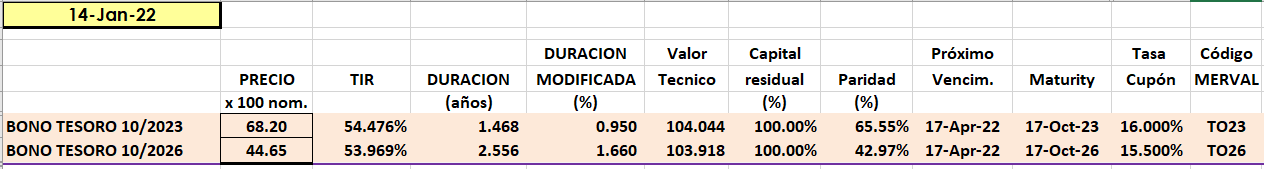 14-Jan-22
DURACION Valor Capital Próximo Tasa Código
PRECIO TIR DURACION MODIFICADA Tecnico residual Paridad Vencim. Maturity Cupón MERVAL
x 100 nom. (años) (%) (%) (%)
BONO TESORO 10/2023 68.20 54.476% 1.468 0.950 104.044 100.00% 65.55% 17-Apr-22 17-Oct-23 16.000% TO23
BONO TESORO 10/2026 44.65 53.969% 2.556 1.660 103.918 100.00% 42.97% 17-Apr-22 17-Oct-26 15.500% TO26